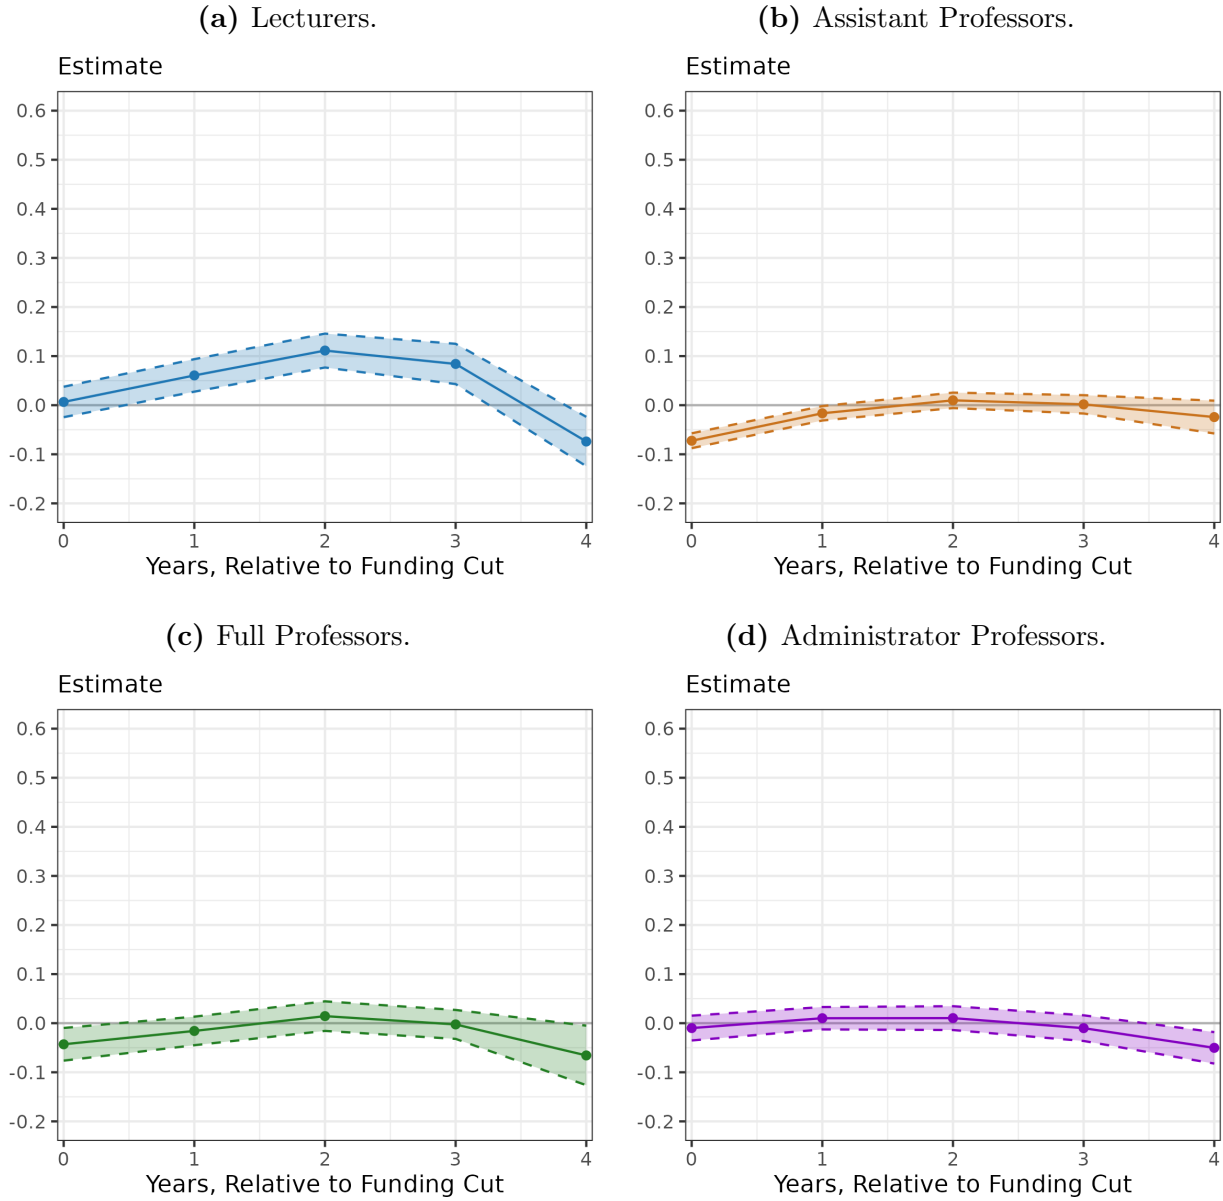 (a) Lecturers.
Estimate
0.6
0.5
0.4
0.3
0.2
0.1
0.0
-0.1
-0.2
0 1 2 3 4
Years, Relative to Funding Cut
(b) Assistant Professors.
Estimate
0.6
0.5
0.4
0.3
0.2
0.1
0.0
-0.1
-0.2
0 1 2 3 4
Years, Relative to Funding Cut
(c) Full Professors.
Estimate
0.6
0.5
0.4
0.3
0.2
0.1
0.0
-0.1
-0.2
0 1 2 3 4
Years, Relative to Funding Cut
(d) Administrator Professors.
Estimate
0.6
0.5
0.4
0.3
0.2
0.1
0.0
-0.1
-0.2
0 1 2 3 4
Years, Relative to Funding Cut